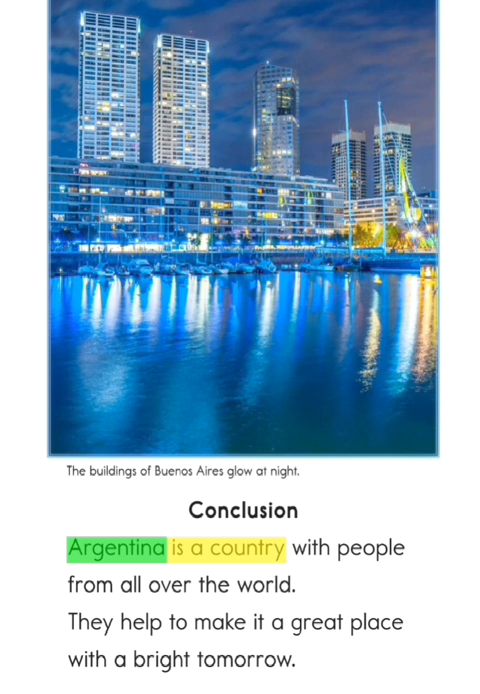 The buildings of Buenos Aires glow at night.
Conclusion
Argentina is a country with people
from all over the world.
They help to make it a great place
with a bright tomorrow.